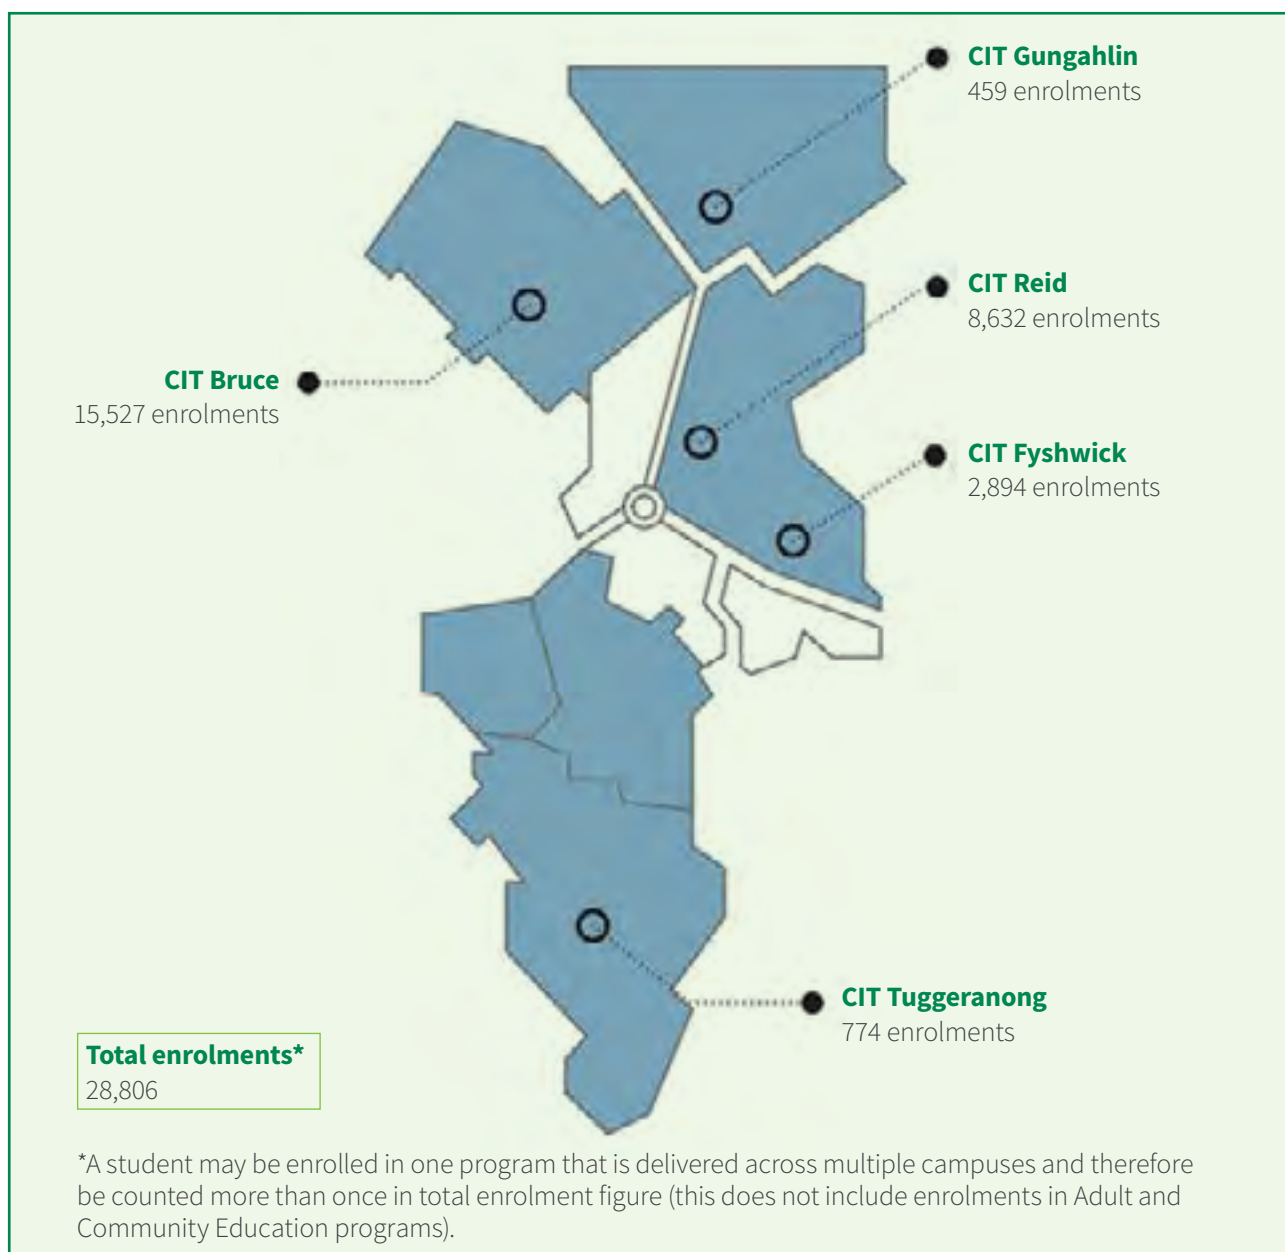 CIT Gungahlin
459 enrolments
CIT Reid
8,632 enrolments
CIT Bruce
15,527 enrolments
CIT Fyshwick
2,894 enrolments
CIT Tuggeranong
774 enrolments
Total enrolments*
28,806
*A student may be enrolled in one program that is delivered across multiple campuses and therefore
be counted more than once in total enrolment figure (this does not include enrolments in Adult and
Community Education programs).